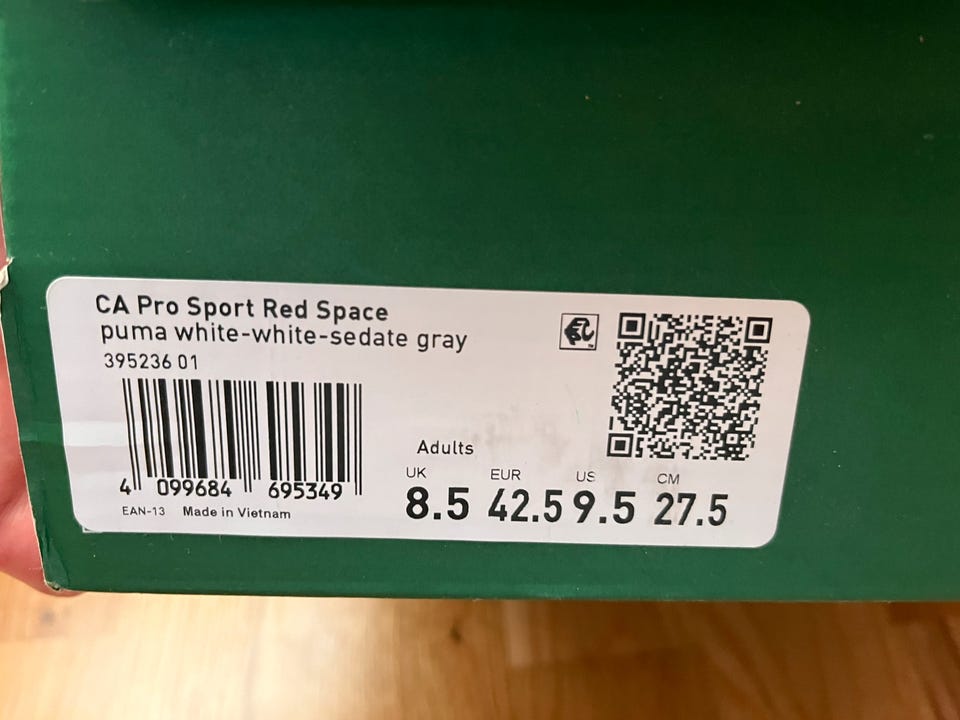 CA Pro Sport Red Space
puma white-white-sedate gray
395236 01
4 099684 695349
EAN-13 Made in Vietnam
Adults
UK EUR US CM
8.5 42.5 9.5 27.5